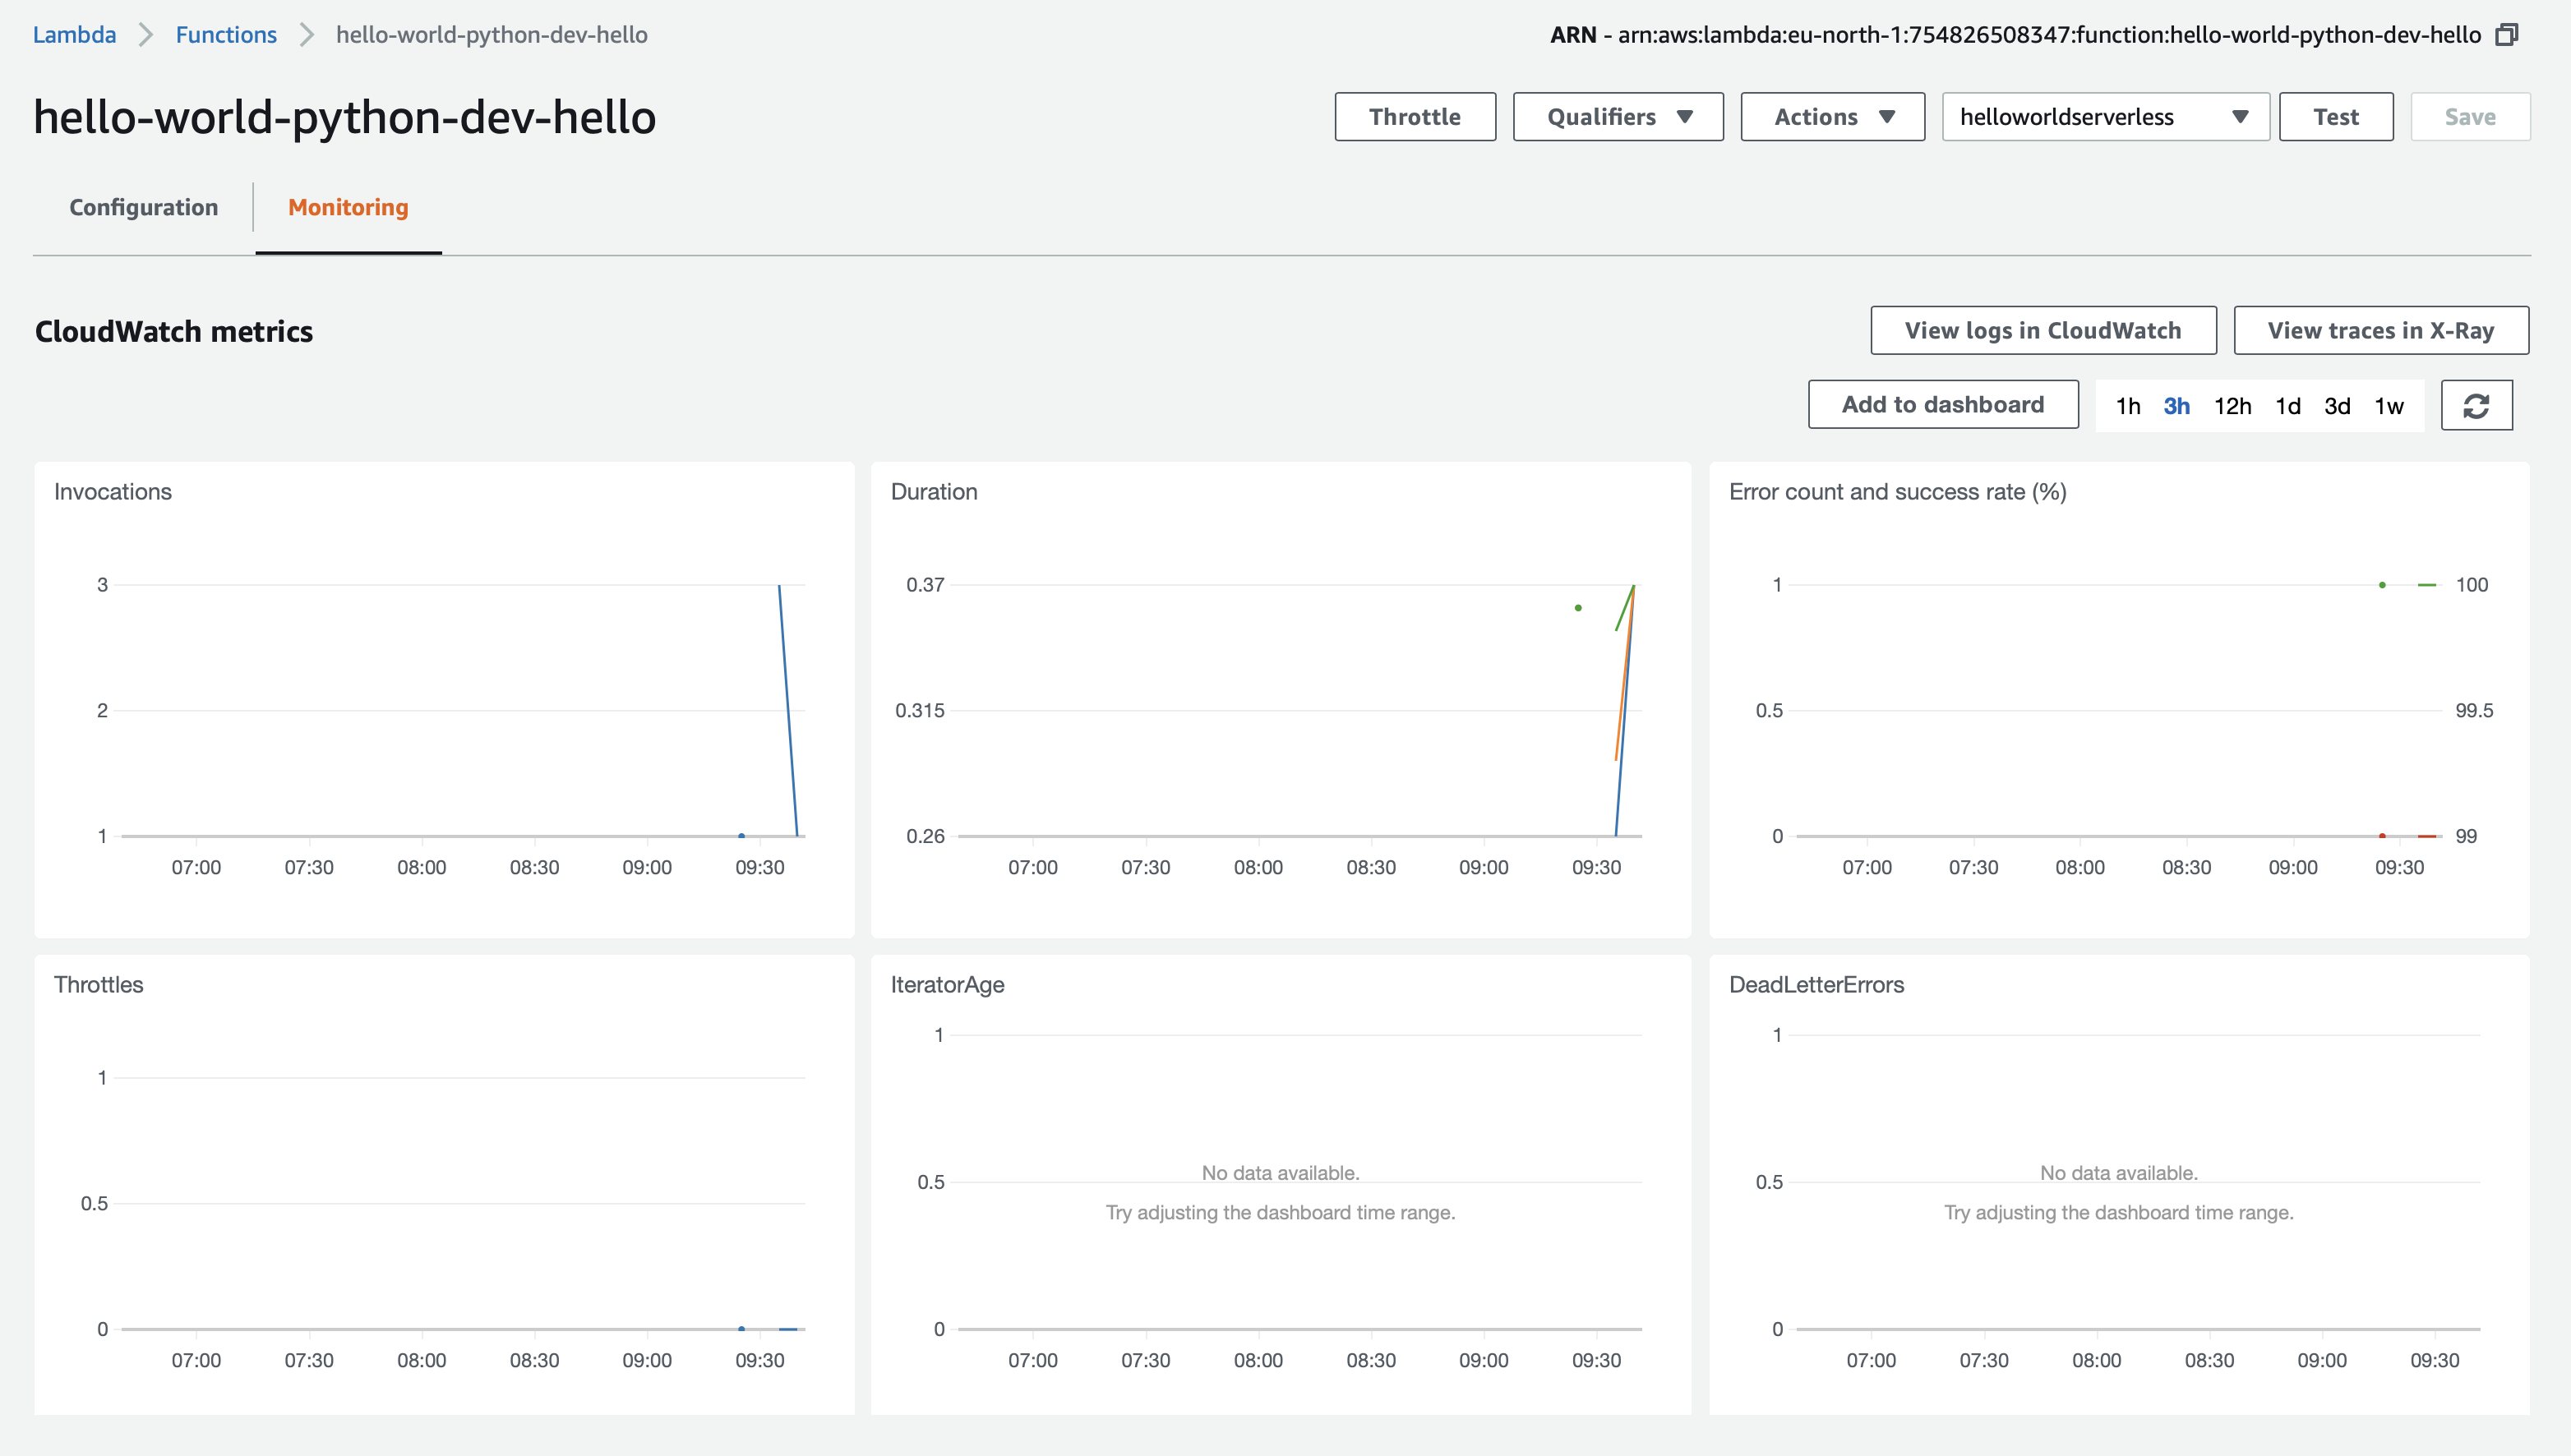 Lambda > Functions > hello-world-python-dev-hello
ARN - arn:aws:lambda:eu-north-1:754826508347:function:hello-world-python-dev-hello
hello-world-python-dev-hello
Throttle Qualifiers Actions helloworldserverless Test Save
Configuration Monitoring
CloudWatch metrics
View logs in CloudWatch View traces in X-Ray
Add to dashboard 1h 3h 12h 1d 3d 1w
Invocations
3
2
1
07:00 07:30 08:00 08:30 09:00 09:30
Duration
0.37
0.315
0.26
07:00 07:30 08:00 08:30 09:00 09:30
Error count and success rate (%)
1 100
0.5 99.5
0 99
07:00 07:30 08:00 08:30 09:00 09:30
Throttles
1
0.5
0
07:00 07:30 08:00 08:30 09:00 09:30
IteratorAge
1
No data available.
0.5
Try adjusting the dashboard time range.
0
07:00 07:30 08:00 08:30 09:00 09:30
DeadLetterErrors
1
No data available.
0.5
Try adjusting the dashboard time range.
0
07:00 07:30 08:00 08:30 09:00 09:30